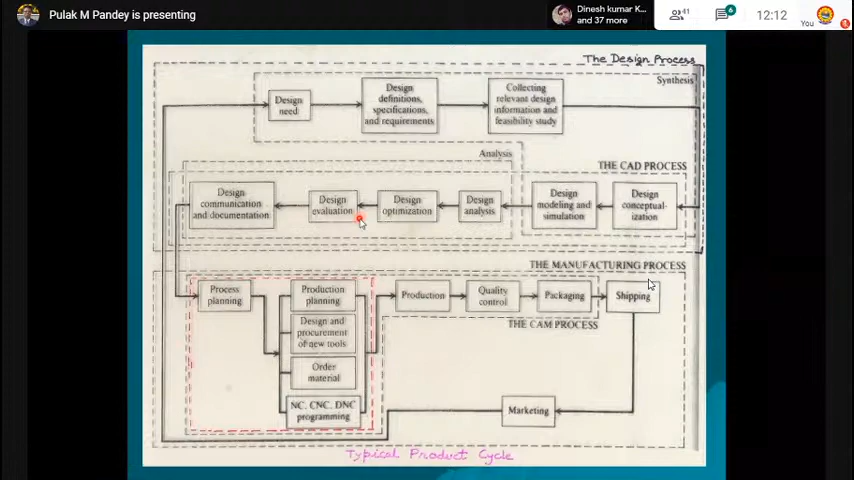 Pulak M Pandey is presenting
Dinesh kumar K...
and 37 more
41
6
12:12
You
The Design Process
Synthesis
Design
need
Design
definitions,
specifications,
and requirements
Collecting
relevant design
information and
feasibility study
Analysis
THE CAD PROCESS
Design
communication
and documentation
Design
evaluation
Design
optimization
Design
analysis
Design
modeling and
simulation
Design
conceptual-
ization
THE MANUFACTURING PROCESS
Process
planning
Production
planning
Design and
procurement
of new tools
Order
material
NC, CNC, DNC
programming
Production
Quality
control
Packaging
Shipping
THE CAM PROCESS
Marketing
Typical Product Cycle